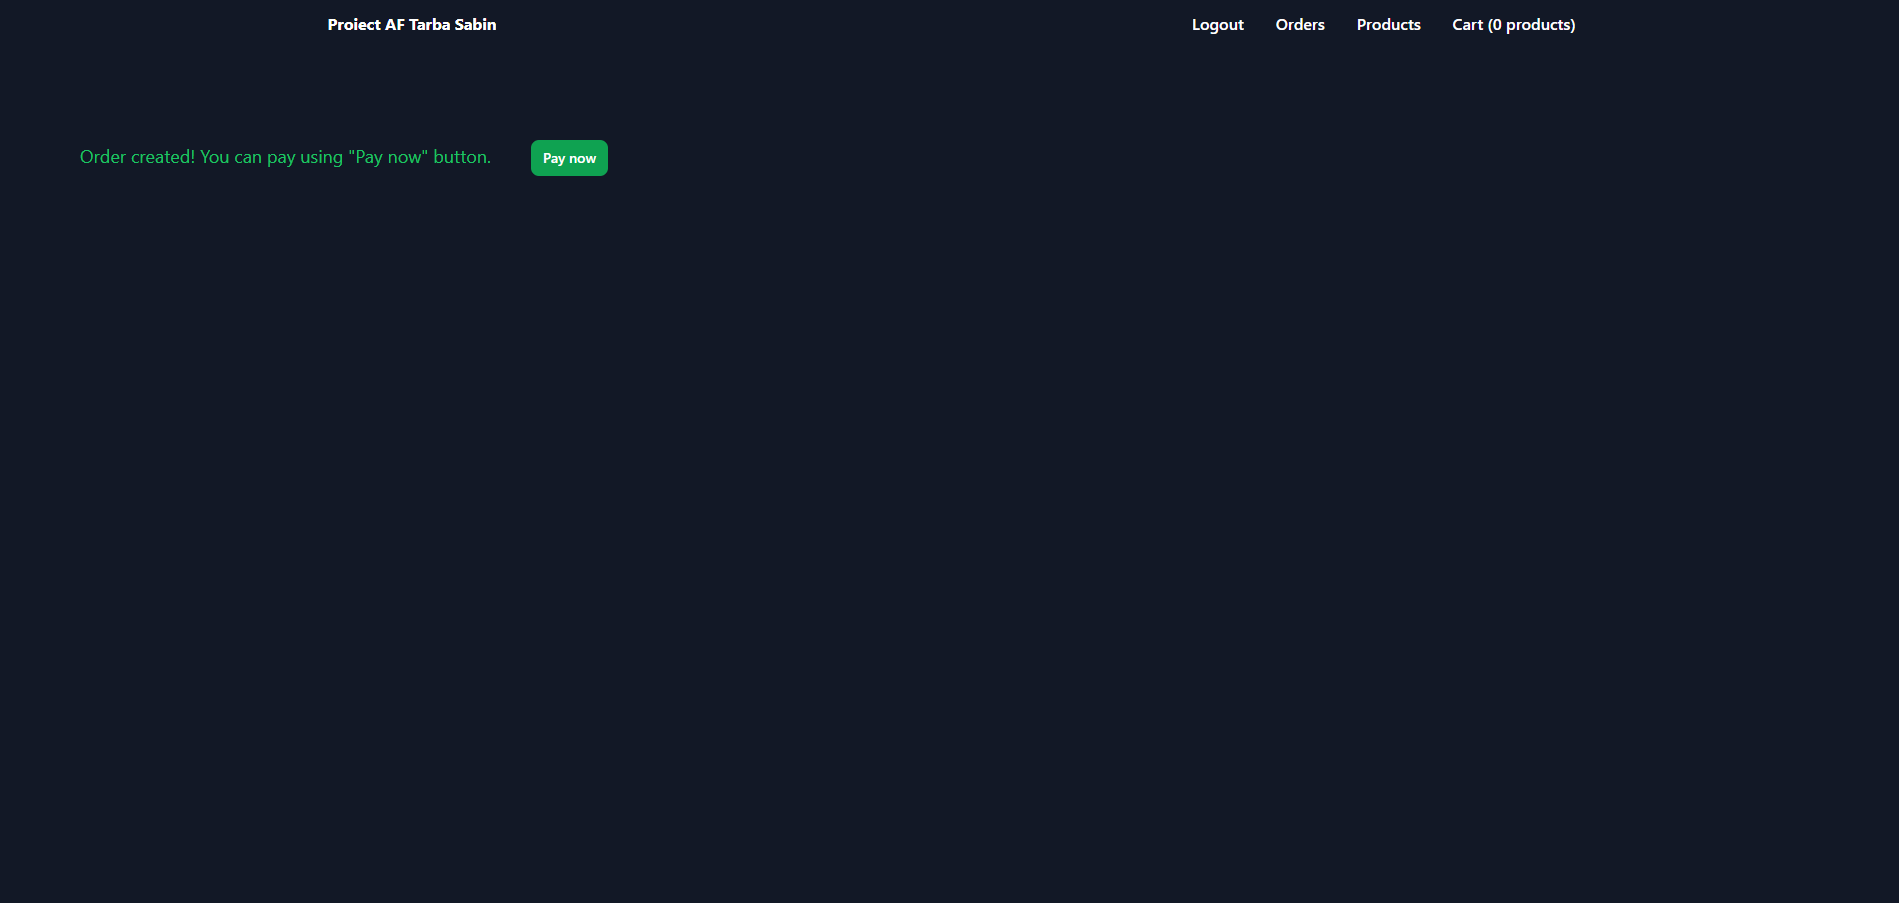 Proiect AF Tarba Sabin
Logout Orders Products Cart (0 products)
Order created! You can pay using "Pay now" button.
Pay now